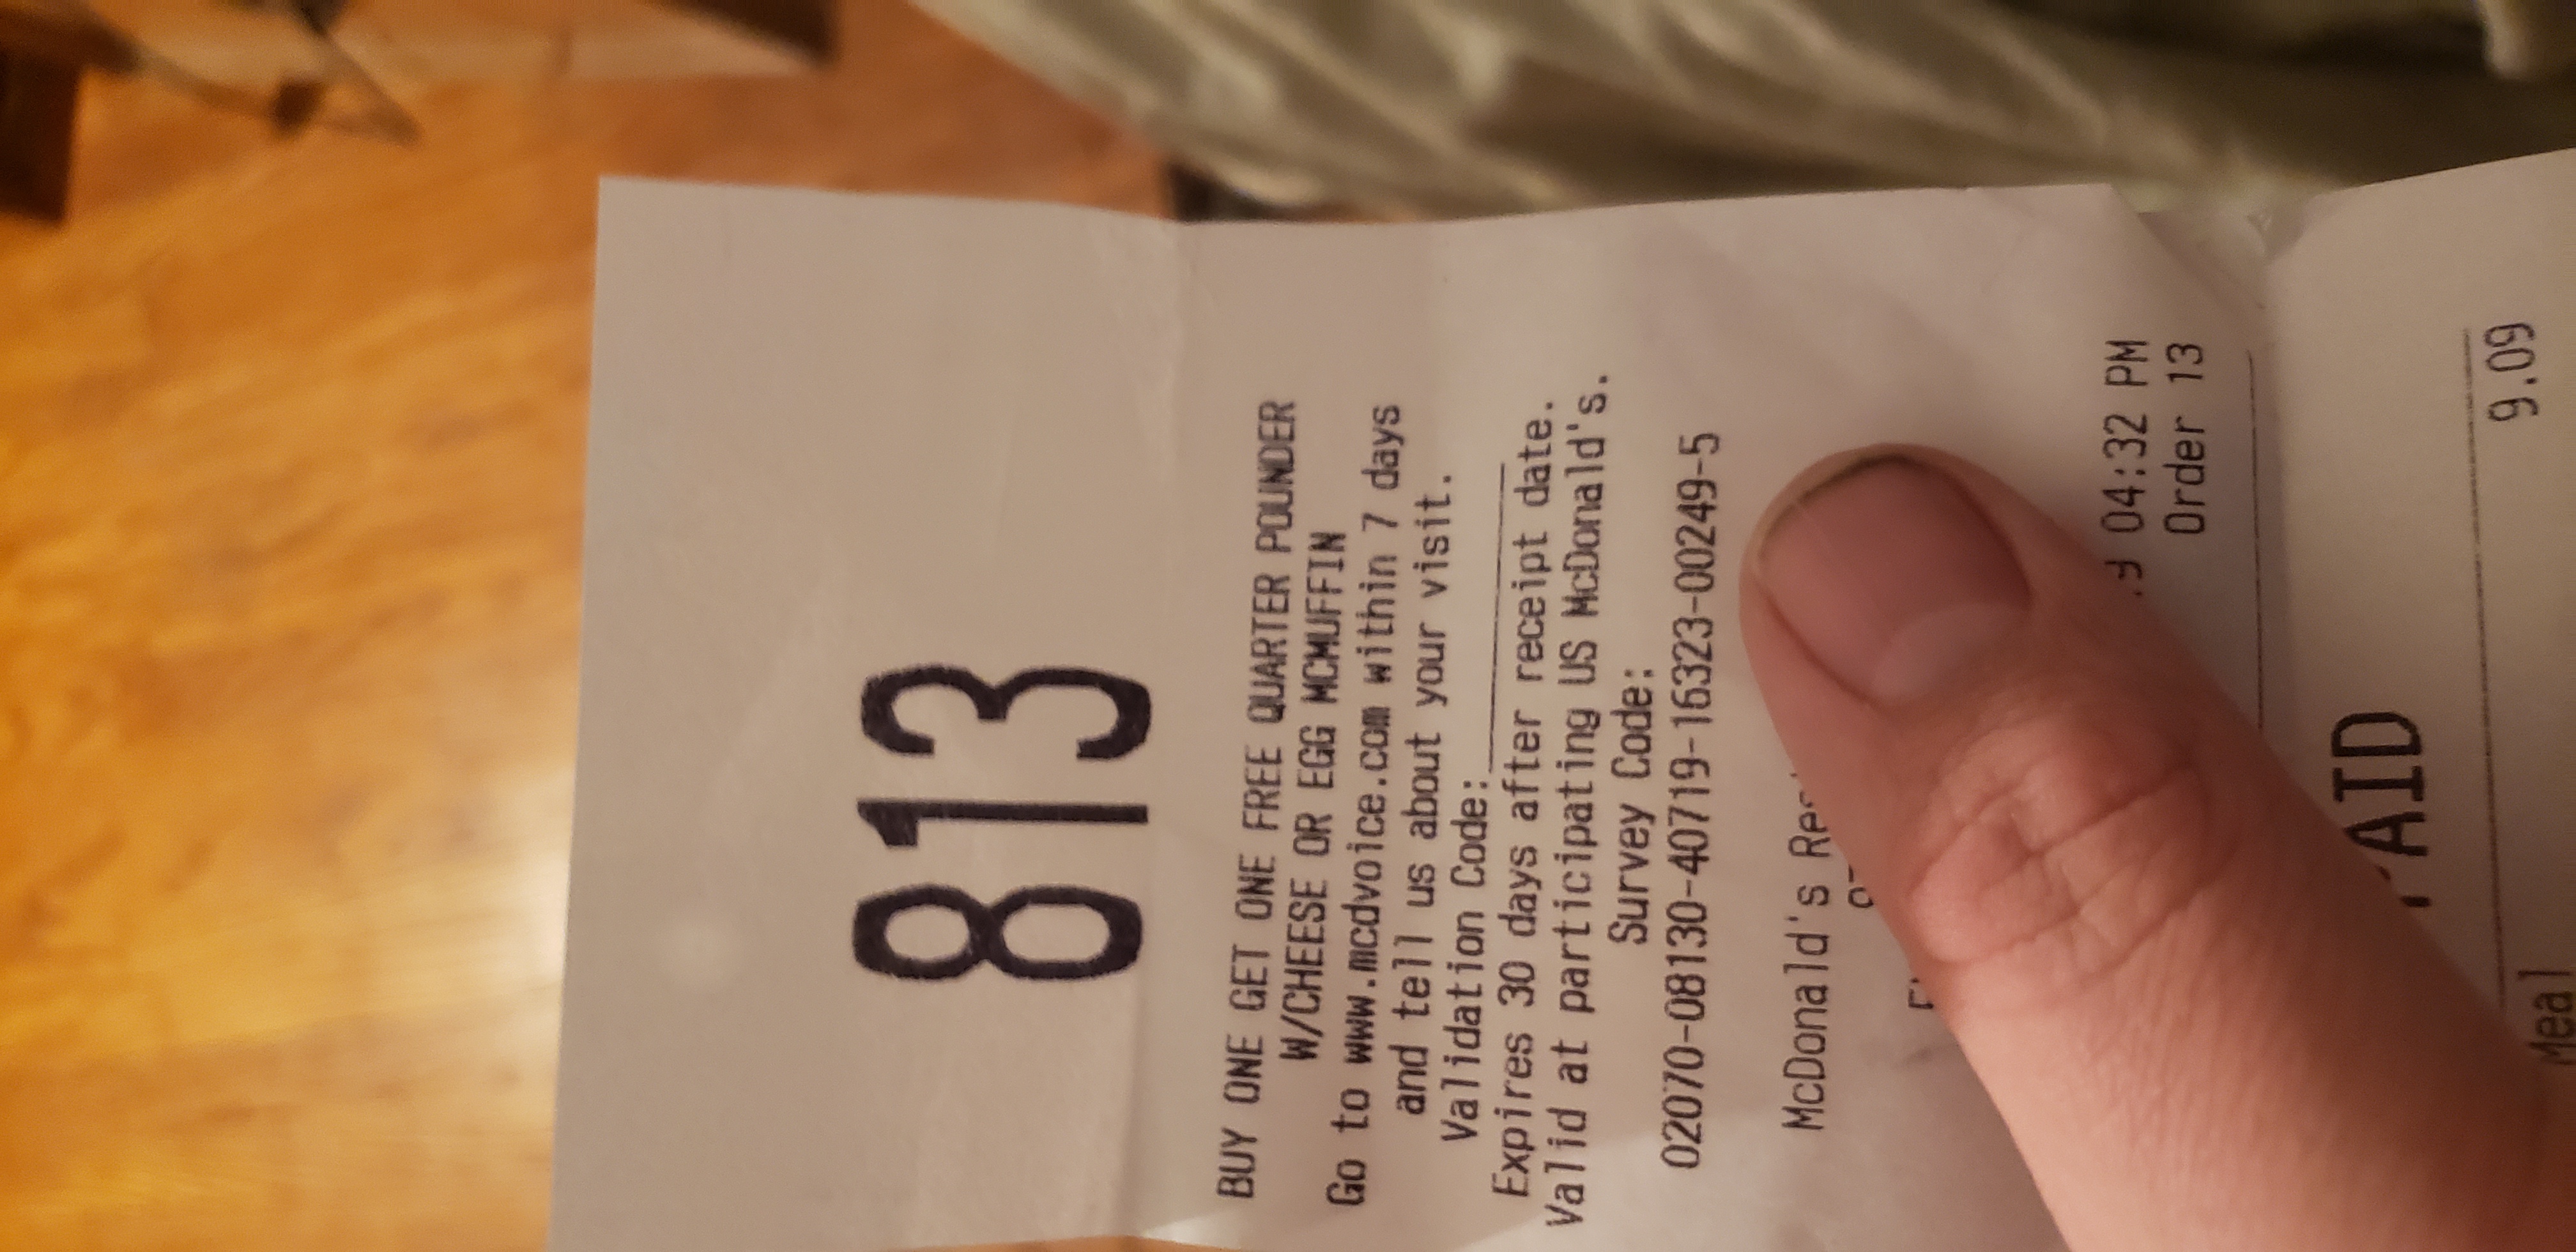 813
BUY ONE GET ONE FREE QUARTER POUNDER
W/CHEESE OR EGG MCMUFFIN
Go to www.mcdvoice.com within 7 days
and tell us about your visit.
Validation Code:____________
Expires 30 days after receipt date.
Valid at participating US McDonald's.
Survey Code:
02070-08130-40719-16323-00249-5
McDonald's
04:32 PM
Order 13
PAID
Meal 9.09